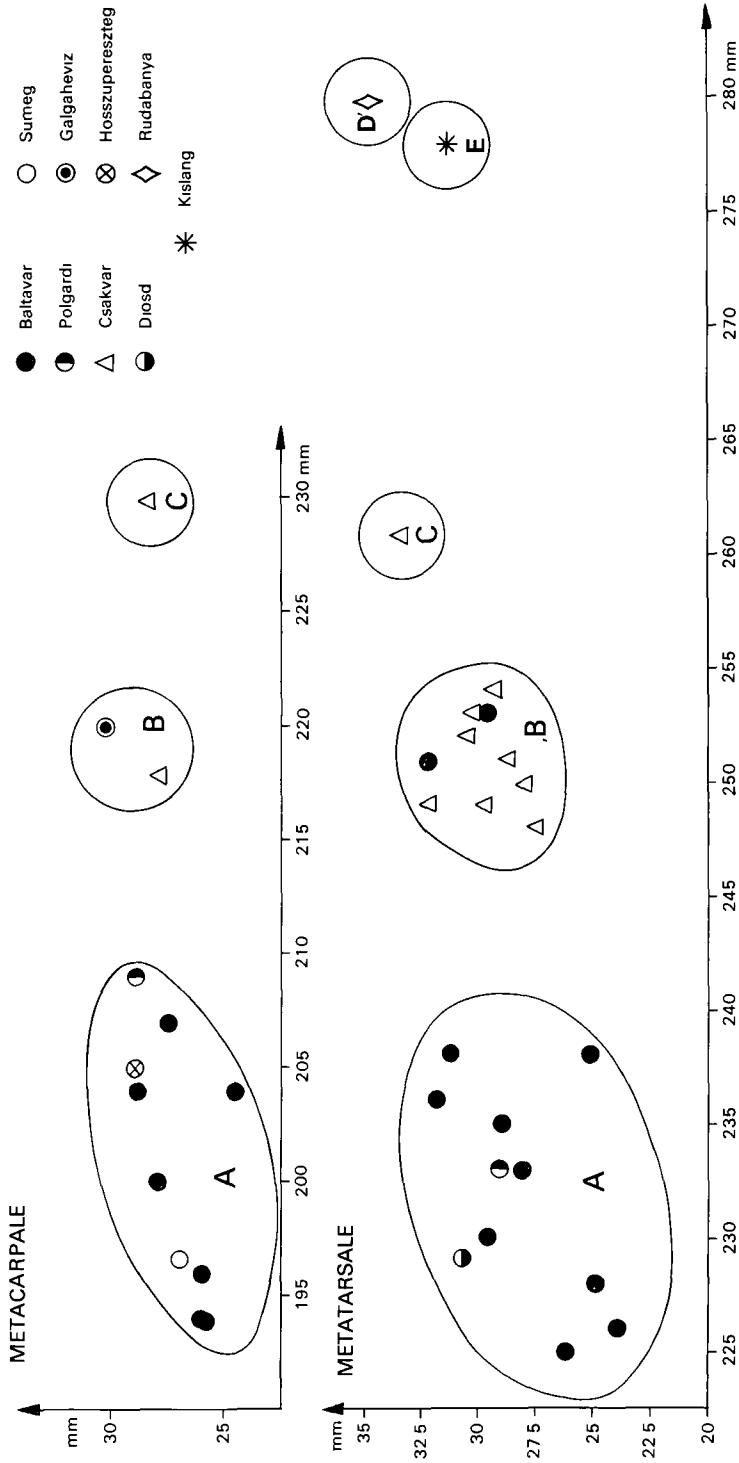 METACARPALE
mm
30
25
195
200
205
210
215
220
225
230 mm
A
B
C
Baltavar
Polgardi
Csakvar
Diosd
Sumeg
Galgaheviz
Hosszupereszteg
Rudabanya
Kislang
METATARSALE
mm
35
32 5
30
27 5
25
22 5
20
225
230
235
240
245
250
255
260
265
270
275
280 mm
A
B
C
D'
E